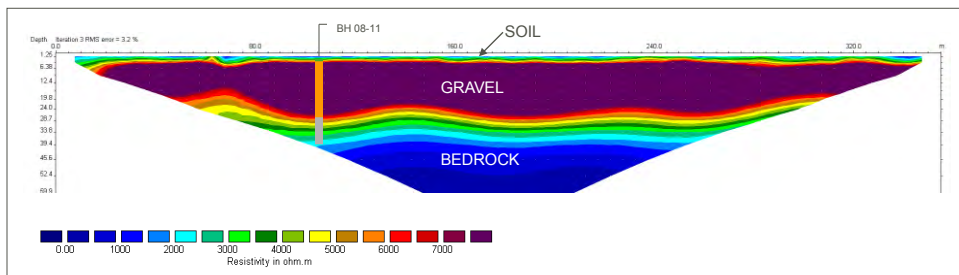 BH 08-11
SOIL
Depth Iteration 3 RMS error = 3.2 %
0.0 80.0 160.0 240.0 320.0 m
1.25
6.38
12.4
19.8
24.0
28.7
33.6
39.4
45.6
52.4
59.9
GRAVEL
BEDROCK
0.00 1000 2000 3000 4000 5000 6000 7000
Resistivity in ohm.m